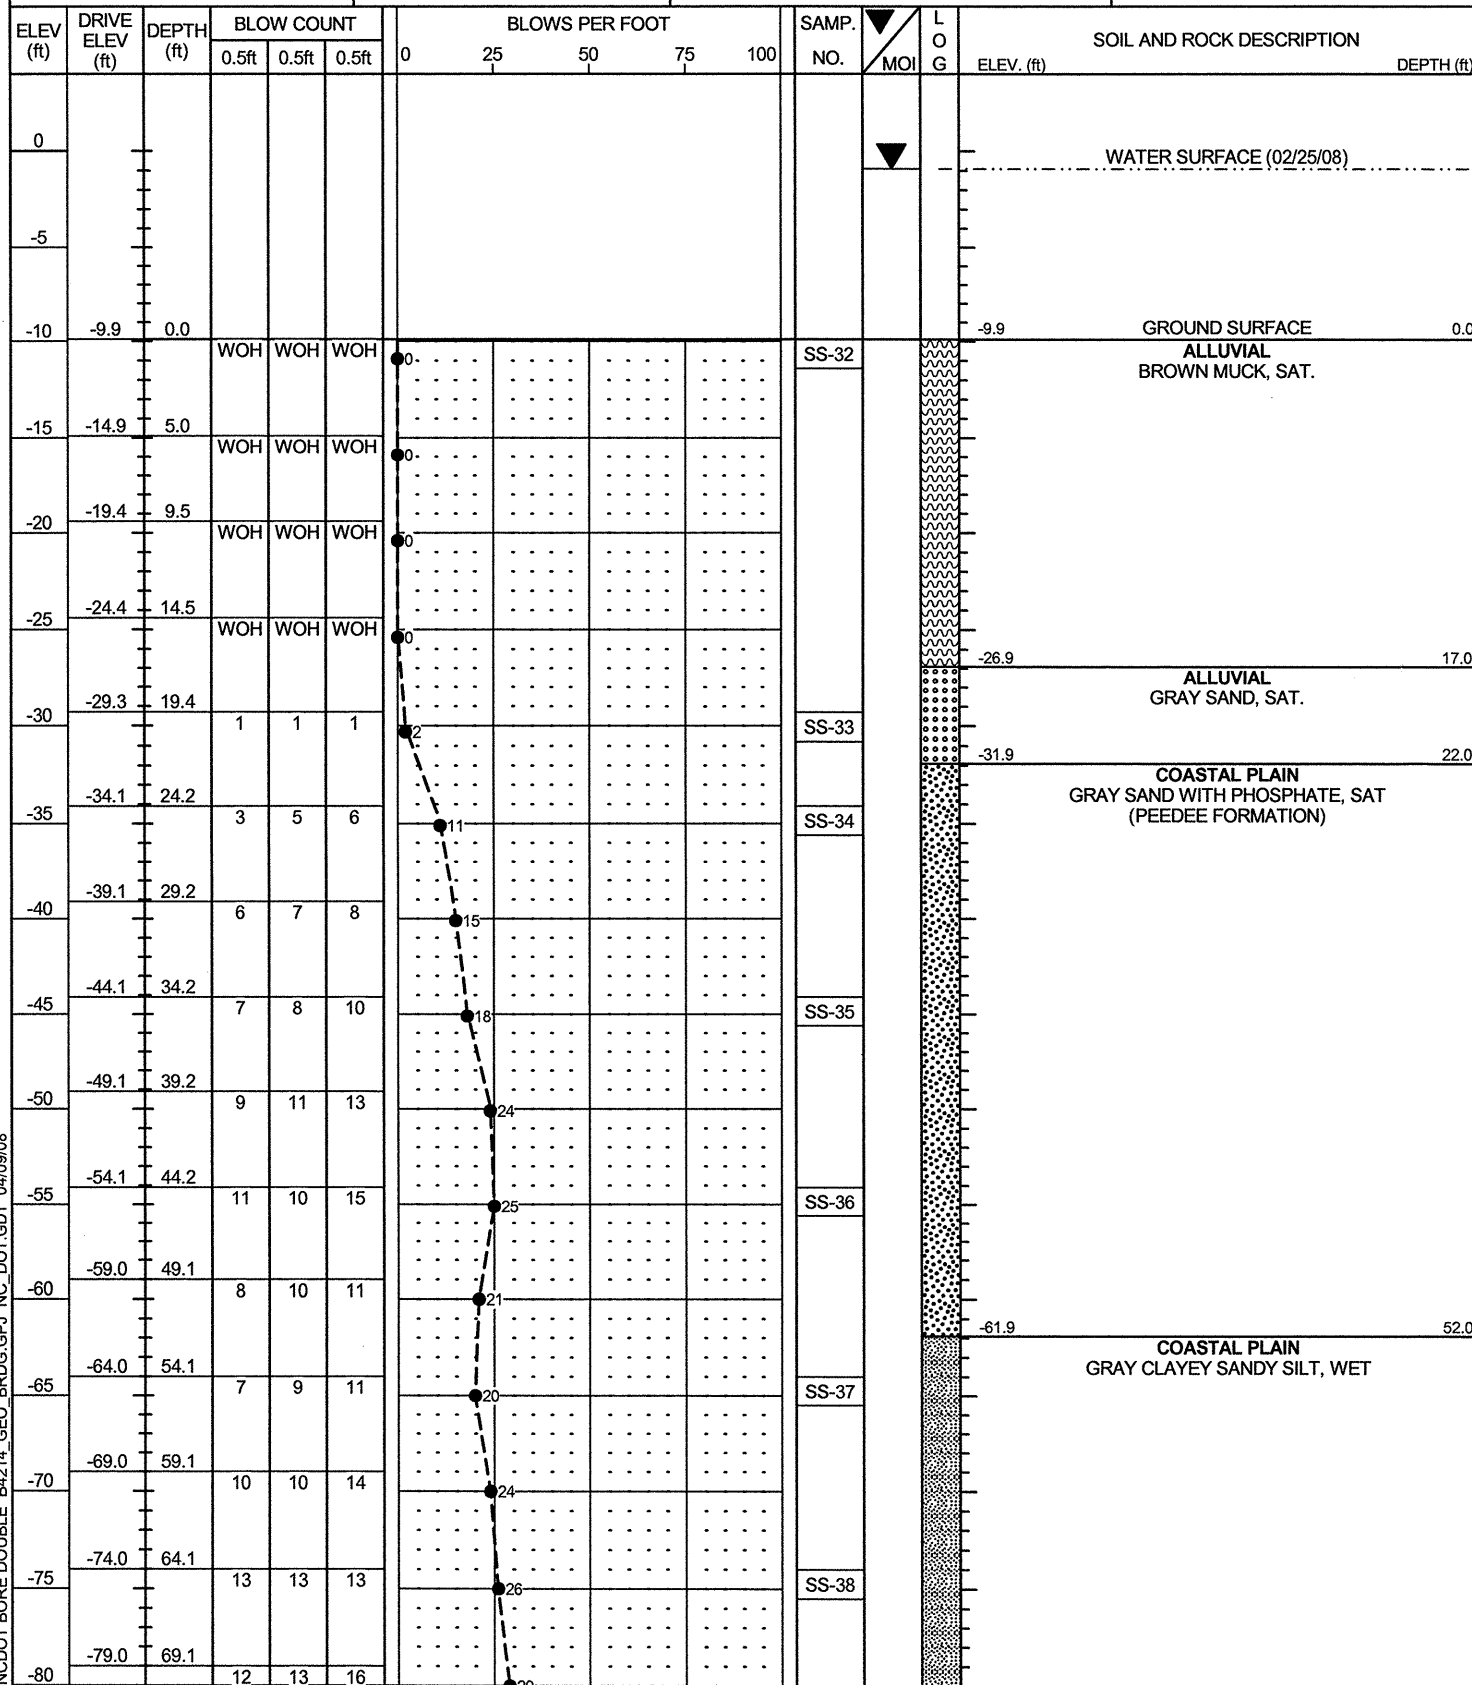 ELEV (ft) DRIVE ELEV (ft) DEPTH (ft) BLOW COUNT BLOWS PER FOOT SAMP. NO. MOI LOG SOIL AND ROCK DESCRIPTION
0.5ft 0.5ft 0.5ft 0 25 50 75 100 ELEV. (ft) DEPTH (ft)
0
WATER SURFACE (02/25/08)
-5
-10 -9.9 0.0 -9.9 GROUND SURFACE 0.0
WOH WOH WOH 0 SS-32 ALLUVIAL
BROWN MUCK, SAT.
-15 -14.9 5.0
WOH WOH WOH 0
-20 -19.4 9.5
WOH WOH WOH 0
-25 -24.4 14.5
WOH WOH WOH 0
-26.9 17.0
ALLUVIAL
GRAY SAND, SAT.
-30 -29.3 19.4
1 1 1 2 SS-33
-31.9 22.0
COASTAL PLAIN
GRAY SAND WITH PHOSPHATE, SAT
(PEEDEE FORMATION)
-35 -34.1 24.2
3 5 6 11 SS-34
-40 -39.1 29.2
6 7 8 15
-45 -44.1 34.2
7 8 10 18 SS-35
-50 -49.1 39.2
9 11 13 24
-55 -54.1 44.2
11 10 15 25 SS-36
-60 -59.0 49.1
8 10 11 21
-61.9 52.0
COASTAL PLAIN
GRAY CLAYEY SANDY SILT, WET
-65 -64.0 54.1
7 9 11 20 SS-37
-70 -69.0 59.1
10 10 14 24
-75 -74.0 64.1
13 13 13 26 SS-38
-80 -79.0 69.1
12 13 16 29
NCDOT BORE DOUBLE B4214_GEO_BRDG.GPJ NC_DOT.GDT 04/09/08